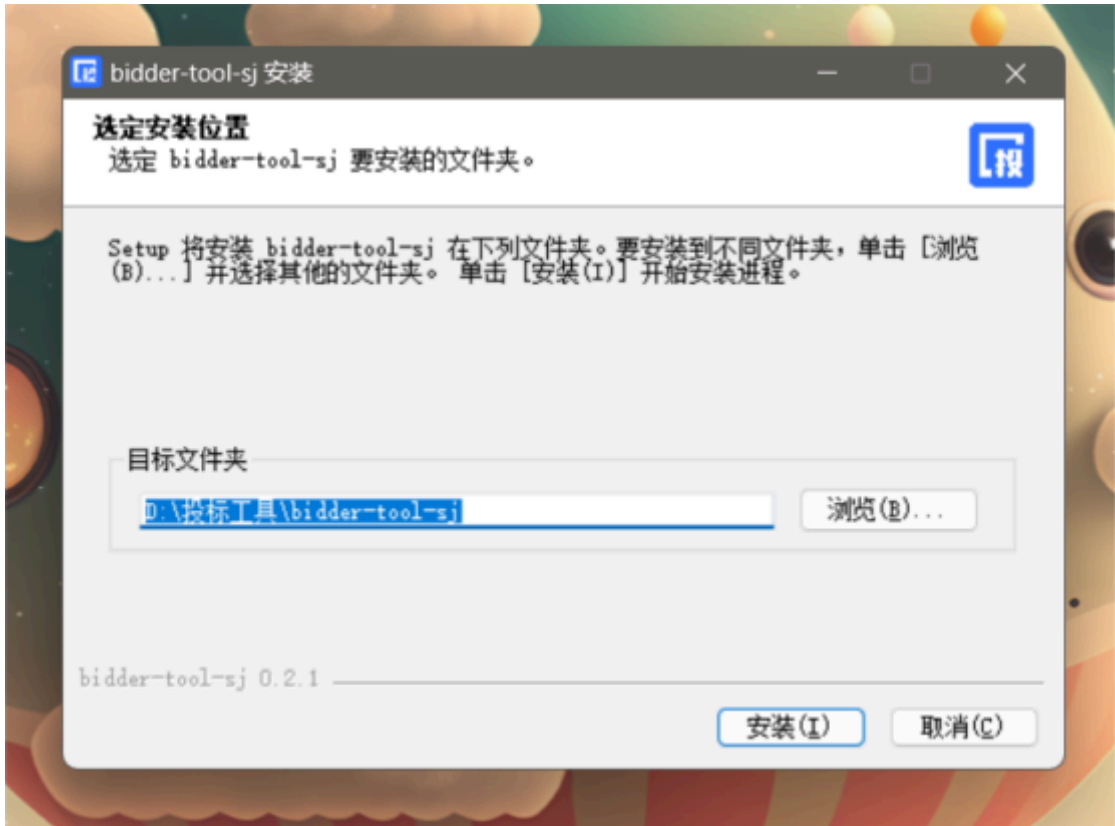 bidder-tool-sj 安装
选定安装位置
选定 bidder-tool-sj 要安装的文件夹。
投
Setup 将安装 bidder-tool-sj 在下列文件夹。要安装到不同文件夹，单击 [浏览
(B)...] 并选择其他的文件夹。 单击 [安装(I)] 开始安装进程。
目标文件夹
D:\投标工具\bidder-tool-sj
浏览(B)...
bidder-tool-sj 0.2.1
安装(I)
取消(C)